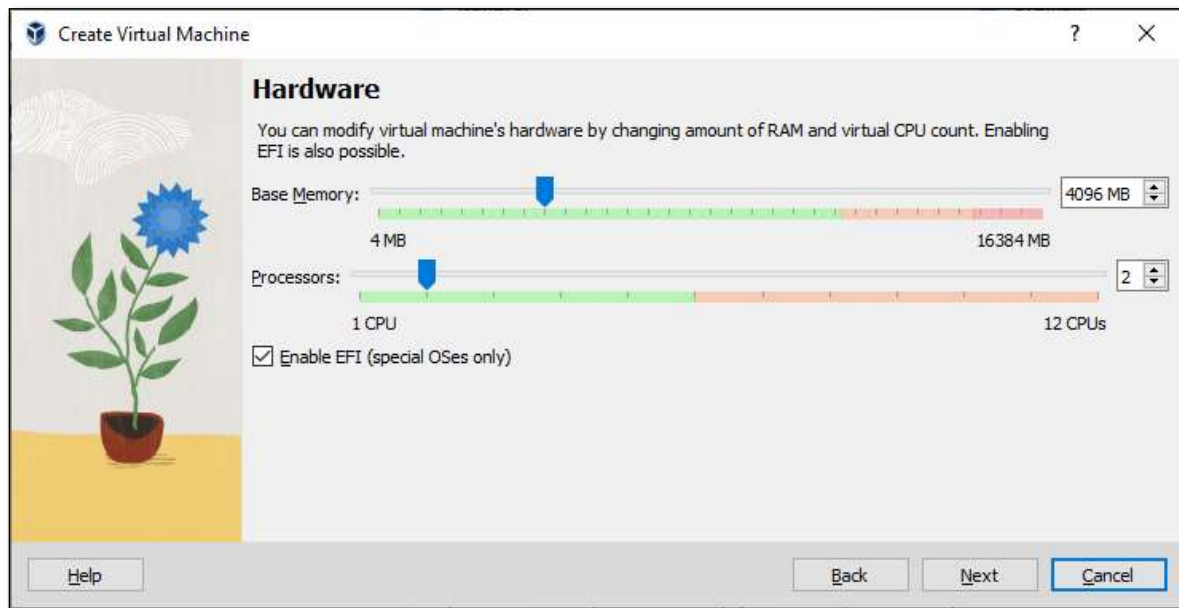 Create Virtual Machine
?
Hardware
You can modify virtual machine's hardware by changing amount of RAM and virtual CPU count. Enabling
EFI is also possible.
Base Memory:
4096 MB
4 MB
16384 MB
Processors:
2
1 CPU
12 CPUs
Enable EFI (special OSes only)
Help
Back
Next
Cancel